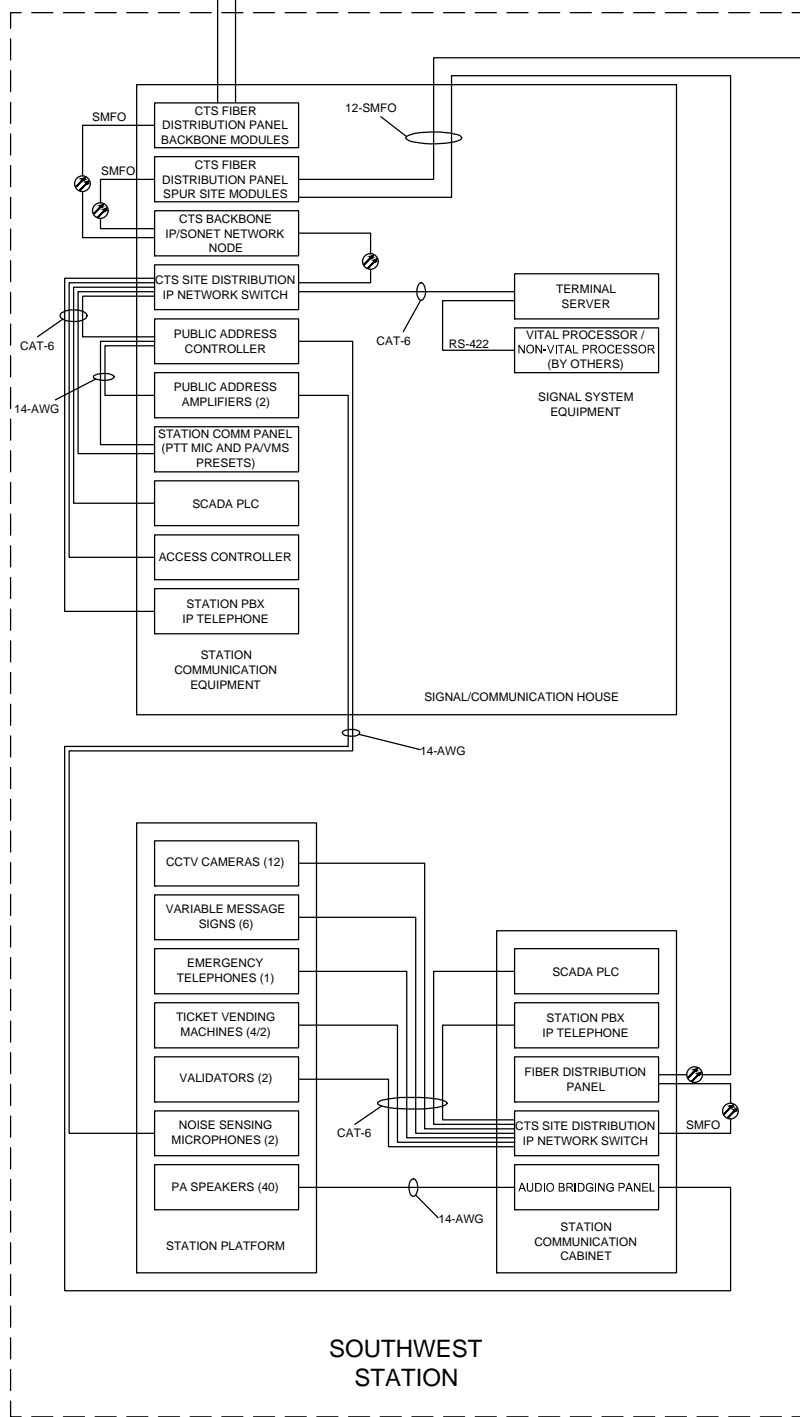 SMFO
CTS FIBER
DISTRIBUTION PANEL
BACKBONE MODULES
12-SMFO
SMFO
CTS FIBER
DISTRIBUTION PANEL
SPUR SITE MODULES
CTS BACKBONE
IP/SONET NETWORK
NODE
CTS SITE DISTRIBUTION
IP NETWORK SWITCH
TERMINAL
SERVER
CAT-6
CAT-6
PUBLIC ADDRESS
CONTROLLER
RS-422
VITAL PROCESSOR /
NON-VITAL PROCESSOR
(BY OTHERS)
14-AWG
PUBLIC ADDRESS
AMPLIFIERS (2)
SIGNAL SYSTEM
EQUIPMENT
STATION COMM PANEL
(PTT MIC AND PA/VMS
PRESETS)
SCADA PLC
ACCESS CONTROLLER
STATION PBX
IP TELEPHONE
STATION
COMMUNICATION
EQUIPMENT
SIGNAL/COMMUNICATION HOUSE
14-AWG
CCTV CAMERAS (12)
VARIABLE MESSAGE
SIGNS (6)
EMERGENCY
TELEPHONES (1)
SCADA PLC
TICKET VENDING
MACHINES (4/2)
STATION PBX
IP TELEPHONE
VALIDATORS (2)
FIBER DISTRIBUTION
PANEL
CAT-6
NOISE SENSING
MICROPHONES (2)
CTS SITE DISTRIBUTION
IP NETWORK SWITCH
SMFO
PA SPEAKERS (40)
AUDIO BRIDGING PANEL
14-AWG
STATION PLATFORM
STATION
COMMUNICATION
CABINET
SOUTHWEST
STATION